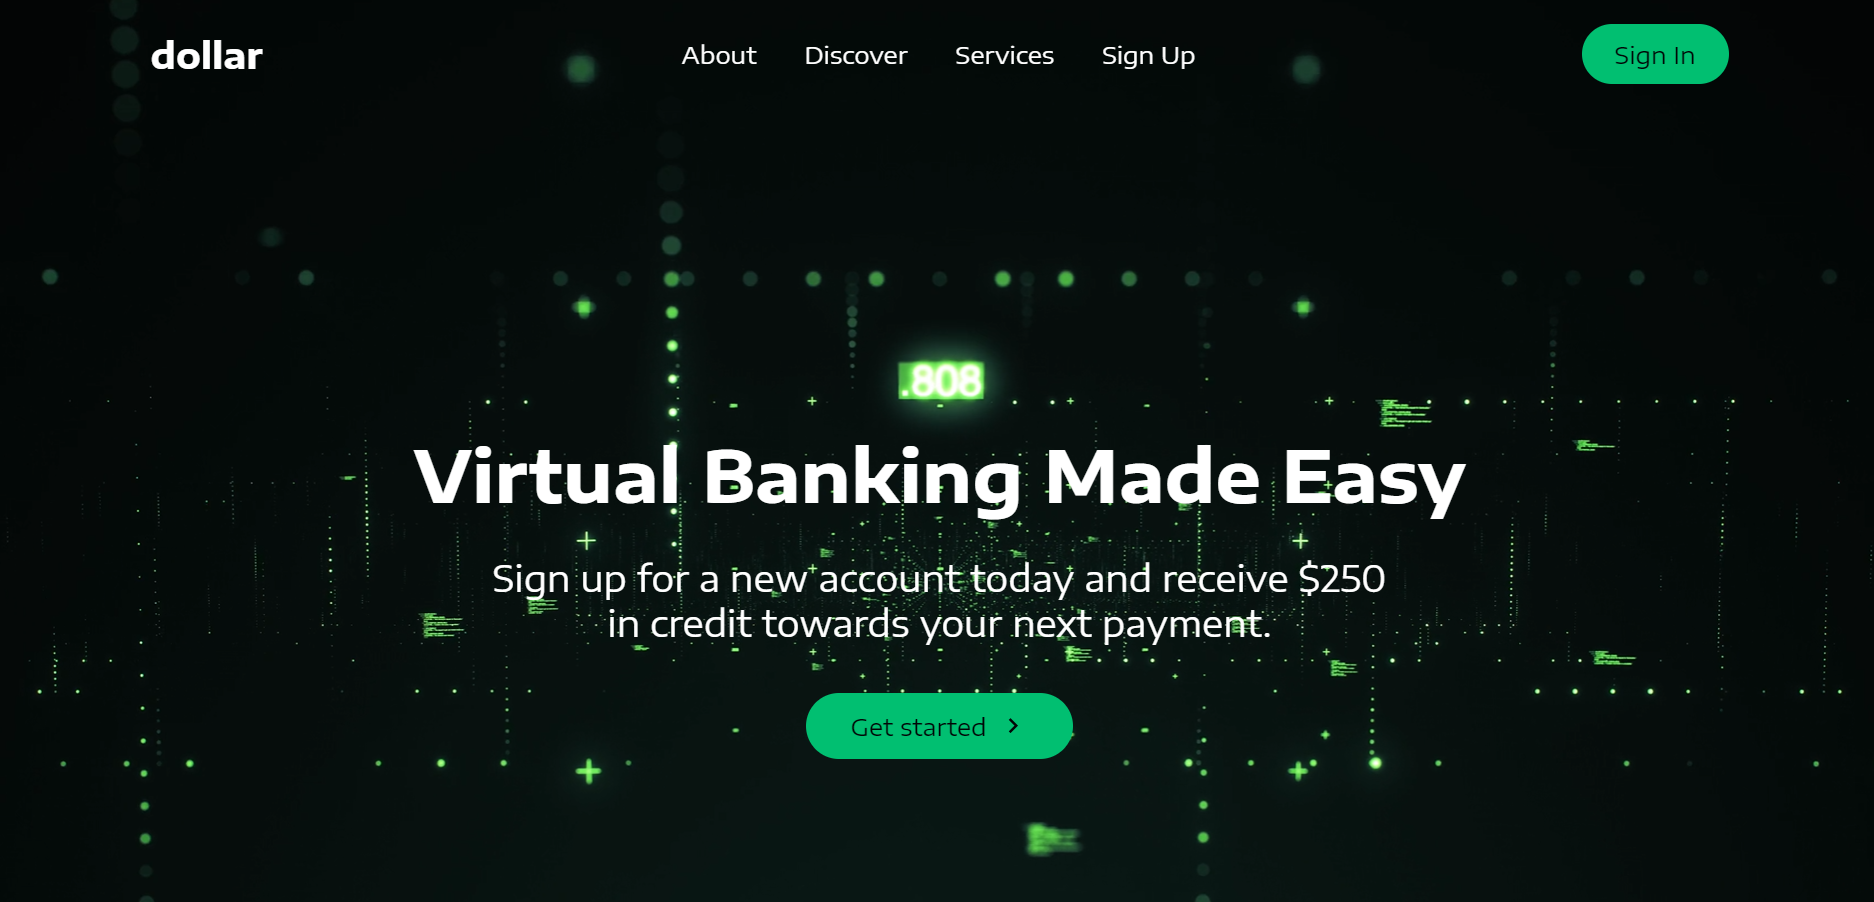 dollar
About Discover Services Sign Up
Sign In
.808
Virtual Banking Made Easy
Sign up for a new account today and receive $250
in credit towards your next payment.
Get started